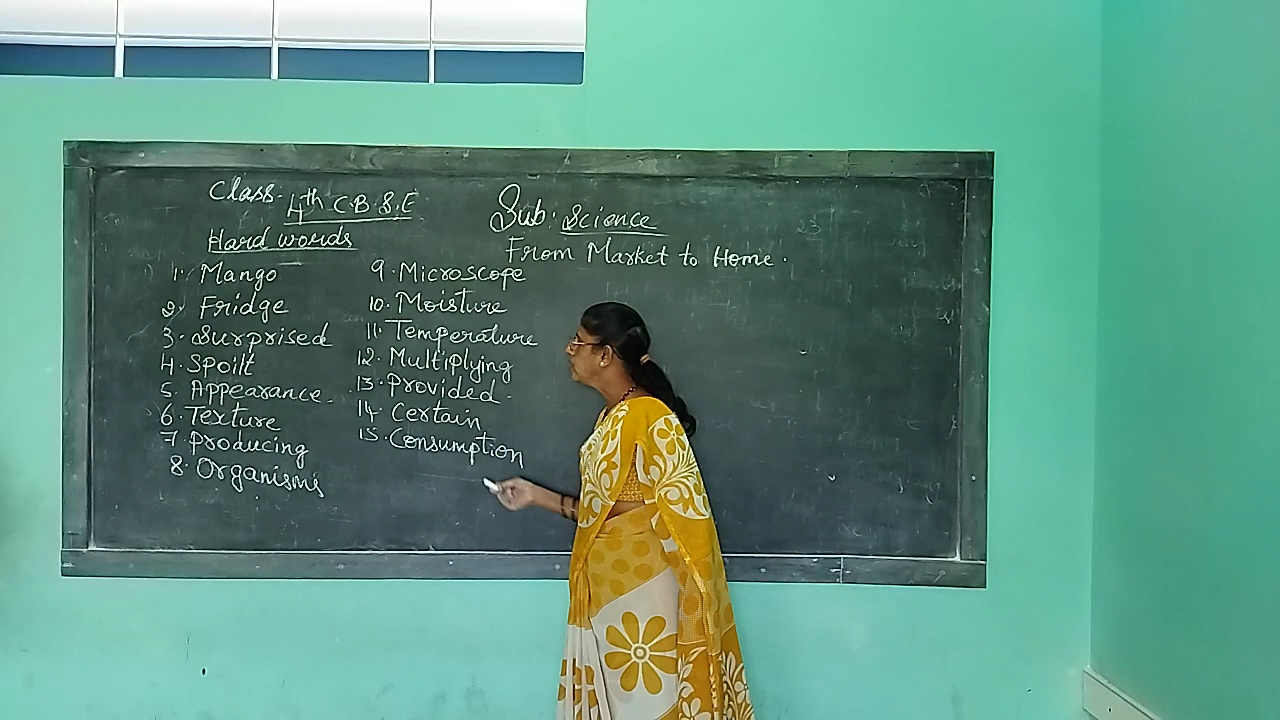 Class: 4th C.B.S.E
Hard words
1. Mango
2. Fridge
3. Surprised
4. Spoilt
5. Appearance.
6. Texture
7. producing
8. Organisms
Sub: Science
From Market to Home.
9. Microscope
10. Moisture
11. Temperature
12. Multiplying
13. Provided.
14. Certain
15. Consumption